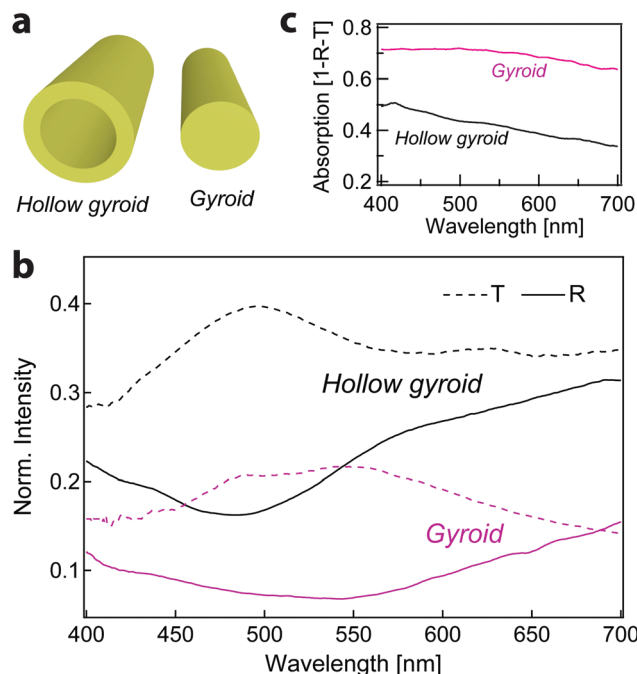 a
Hollow gyroid
Gyroid
c
Absorption [1-R-T]
0.8
0.6
0.4
0.2
Gyroid
Hollow gyroid
400
500
600
700
Wavelength [nm]
b
Norm. Intensity
0.4
0.3
0.2
0.1
T
R
Hollow gyroid
Gyroid
400
450
500
550
600
650
700
Wavelength [nm]